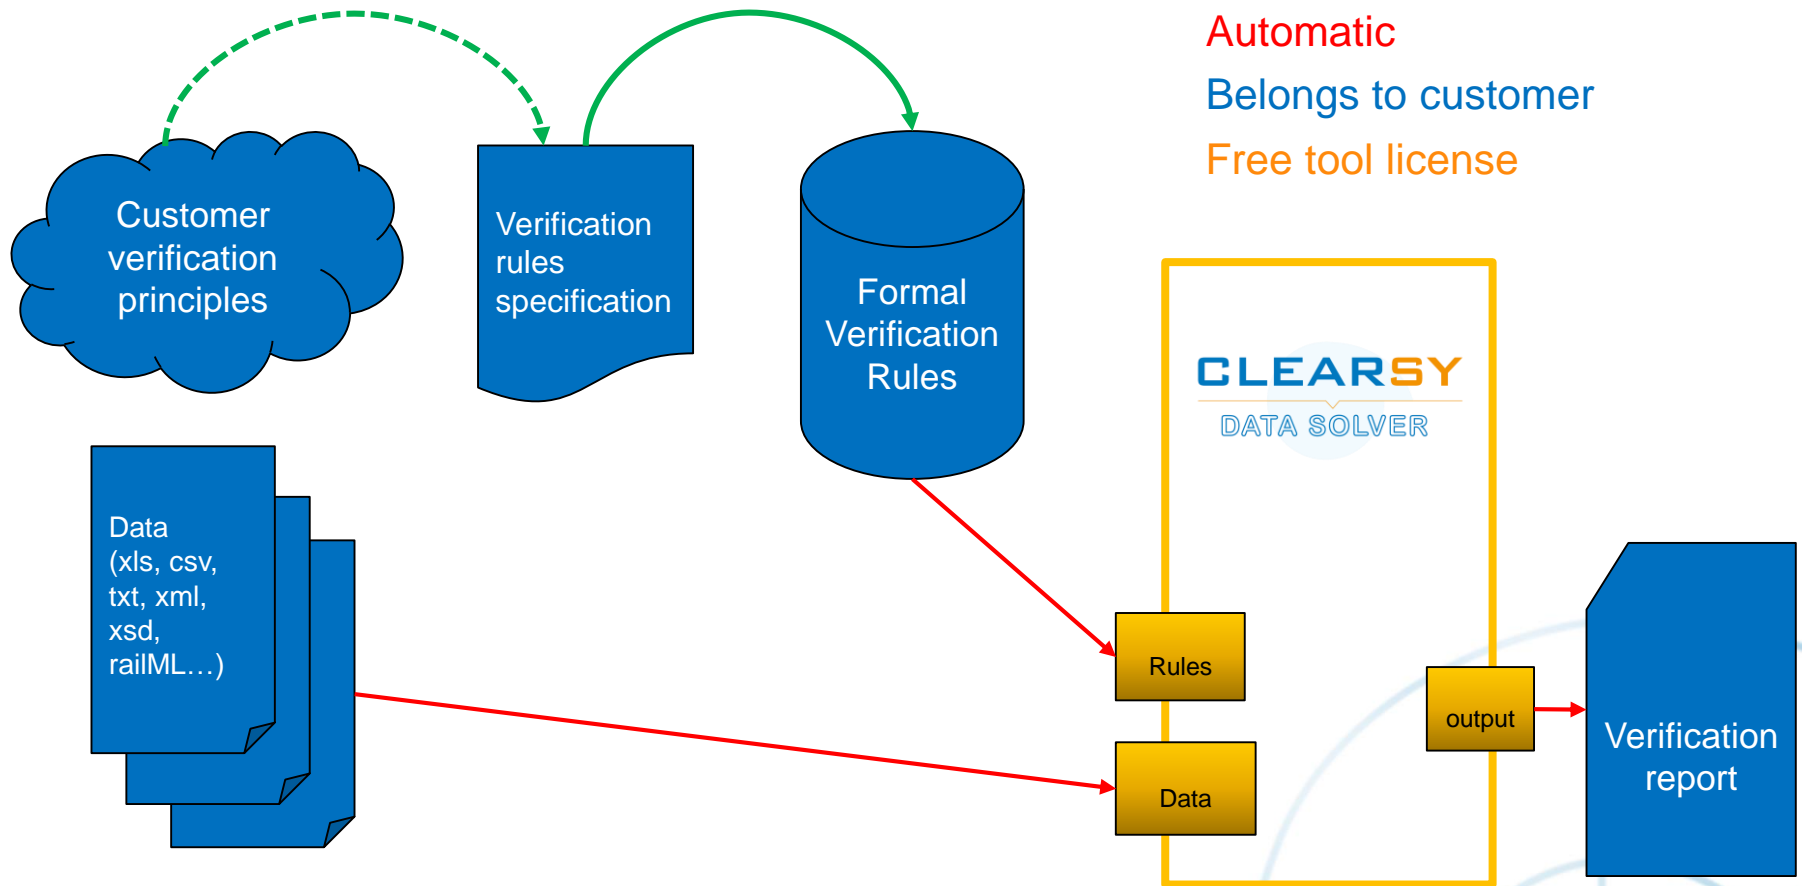 Automatic
Belongs to customer
Free tool license
Customer
verification
principles
Verification
rules
specification
Formal
Verification
Rules
CLEARSY
DATA SOLVER
Data
(xls, csv,
txt, xml,
xsd,
railML…)
Rules
Data
output
Verification
report